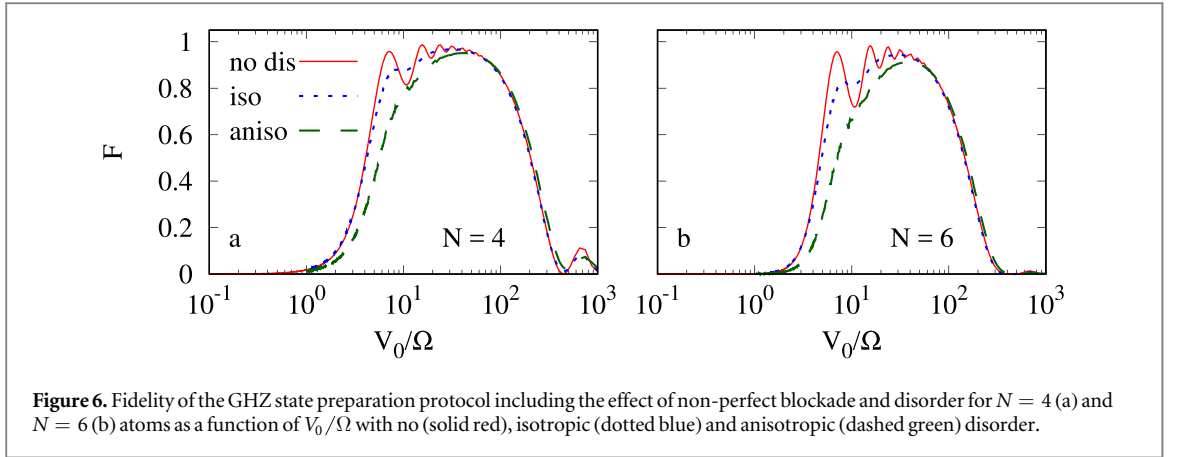 1
0.8
0.6
0.4
0.2
0
F
no dis
iso
aniso
a
N = 4
b
N = 6
10^-1 10^0 10^1 10^2 10^3
10^-1 10^0 10^1 10^2 10^3
V_0/Ω
V_0/Ω
Figure 6. Fidelity of the GHZ state preparation protocol including the effect of non-perfect blockade and disorder for N = 4 (a) and
N = 6 (b) atoms as a function of V_0/Ω with no (solid red), isotropic (dotted blue) and anisotropic (dashed green) disorder.